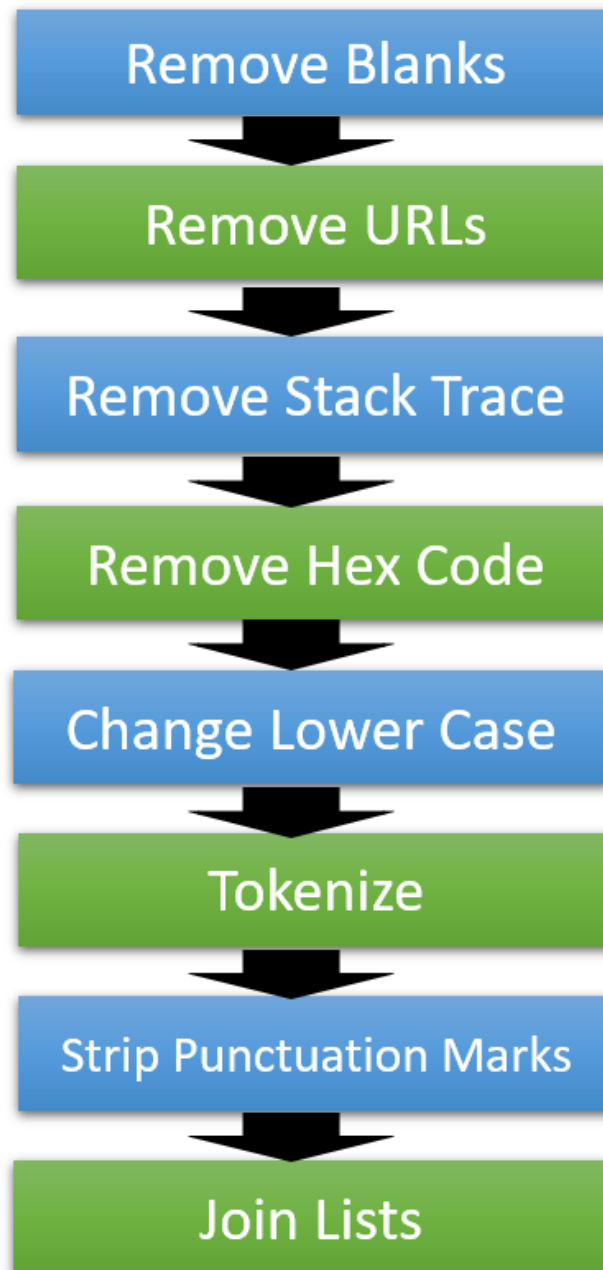 Remove Blanks
Remove URLs
Remove Stack Trace
Remove Hex Code
Change Lower Case
Tokenize
Strip Punctuation Marks
Join Lists